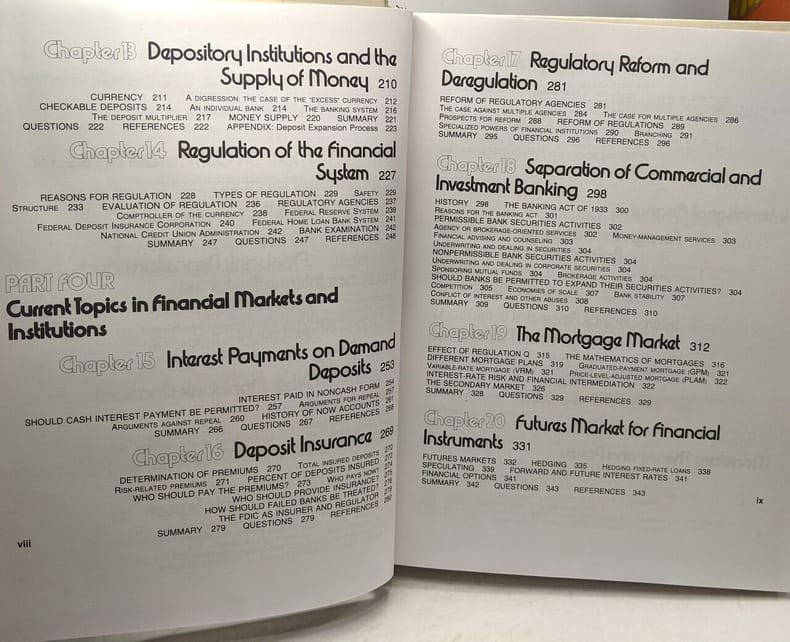 Chapter 13 Depository Institutions and the
Supply of Money 210
CURRENCY 211 A DIGRESSION: THE CASE OF THE "EXCESS" CURRENCY 212
CHECKABLE DEPOSITS 214 AN INDIVIDUAL BANK 214 THE BANKING SYSTEM 216
THE DEPOSIT MULTIPLIER 217 MONEY SUPPLY 220 SUMMARY 221
QUESTIONS 222 REFERENCES 222 APPENDIX: Deposit Expansion Process 223
Chapter 14 Regulation of the Financial
System 227
REASONS FOR REGULATION 228 TYPES OF REGULATION 229 SAFETY 229
STRUCTURE 233 EVALUATION OF REGULATION 236 REGULATORY AGENCIES 237
COMPTROLLER OF THE CURRENCY 238 FEDERAL RESERVE SYSTEM 239
FEDERAL DEPOSIT INSURANCE CORPORATION 240 FEDERAL HOME LOAN BANK SYSTEM 241
NATIONAL CREDIT UNION ADMINISTRATION 242 BANK EXAMINATION 242
SUMMARY 247 QUESTIONS 247 REFERENCES 248
PART FOUR
Current Topics in Financial Markets and
Institutions
Chapter 15 Interest Payments on Demand
Deposits 253
INTEREST PAID IN NONCASH FORM 254
SHOULD CASH INTEREST PAYMENT BE PERMITTED? 257 ARGUMENTS FOR REPEAL 257
ARGUMENTS AGAINST REPEAL 260 HISTORY OF NOW ACCOUNTS 261
SUMMARY 266 QUESTIONS 267 REFERENCES 268
Chapter 16 Deposit Insurance 269
DETERMINATION OF PREMIUMS 270 TOTAL INSURED DEPOSITS 270
RISK-RELATED PREMIUMS 271 PERCENT OF DEPOSITS INSURED 272
WHO SHOULD PAY THE PREMIUMS? 273 WHO PAYS NOW? 274
WHO SHOULD PROVIDE INSURANCE?
HOW SHOULD FAILED BANKS BE TREATED?
THE FDIC AS INSURER AND REGULATOR
SUMMARY 279 QUESTIONS 279 REFERENCES 280
viii
Chapter 17 Regulatory Reform and
Deregulation 281
REFORM OF REGULATORY AGENCIES 281
THE CASE AGAINST MULTIPLE AGENCIES 284 THE CASE FOR MULTIPLE AGENCIES 286
PROSPECTS FOR REFORM 288 REFORM OF REGULATIONS 289
SPECIALIZED POWERS OF FINANCIAL INSTITUTIONS 290 BRANCHING 291
SUMMARY 295 QUESTIONS 296 REFERENCES 296
Chapter 18 Separation of Commercial and
Investment Banking 298
HISTORY 298 THE BANKING ACT OF 1933 300
REASONS FOR THE BANKING ACT 301
PERMISSIBLE BANK SECURITIES ACTIVITIES 302
AGENCY OR BROKERAGE-ORIENTED SERVICES 302 MONEY-MANAGEMENT SERVICES 303
FINANCIAL ADVISING AND COUNSELING 303
UNDERWRITING AND DEALING IN SECURITIES 304
NONPERMISSIBLE BANK SECURITIES ACTIVITIES 304
UNDERWRITING AND DEALING IN CORPORATE SECURITIES 304
SPONSORING MUTUAL FUNDS 304 BROKERAGE ACTIVITIES 304
SHOULD BANKS BE PERMITTED TO EXPAND THEIR SECURITIES ACTIVITIES? 304
COMPETITION 305 ECONOMIES OF SCALE 307 BANK STABILITY 307
CONFLICT OF INTEREST AND OTHER ABUSES 308
SUMMARY 309 QUESTIONS 310 REFERENCES 310
Chapter 19 The Mortgage Market 312
EFFECT OF REGULATION Q 315 THE MATHEMATICS OF MORTGAGES 316
DIFFERENT MORTGAGE PLANS 319 GRADUATED-PAYMENT MORTGAGE (GPM) 321
VARIABLE-RATE MORTGAGE (VRM) 321 PRICE-LEVEL-ADJUSTED MORTGAGE (PLAM) 322
INTEREST-RATE RISK AND FINANCIAL INTERMEDIATION 322
THE SECONDARY MARKET 326
SUMMARY 328 QUESTIONS 329 REFERENCES 329
Chapter 20 Futures Market for Financial
Instruments 331
FUTURES MARKETS 332 HEDGING 335 HEDGING FIXED-RATE LOANS 338
SPECULATING 339 FORWARD AND FUTURE INTEREST RATES 341
FINANCIAL OPTIONS 341
SUMMARY 342 QUESTIONS 343 REFERENCES 343
ix